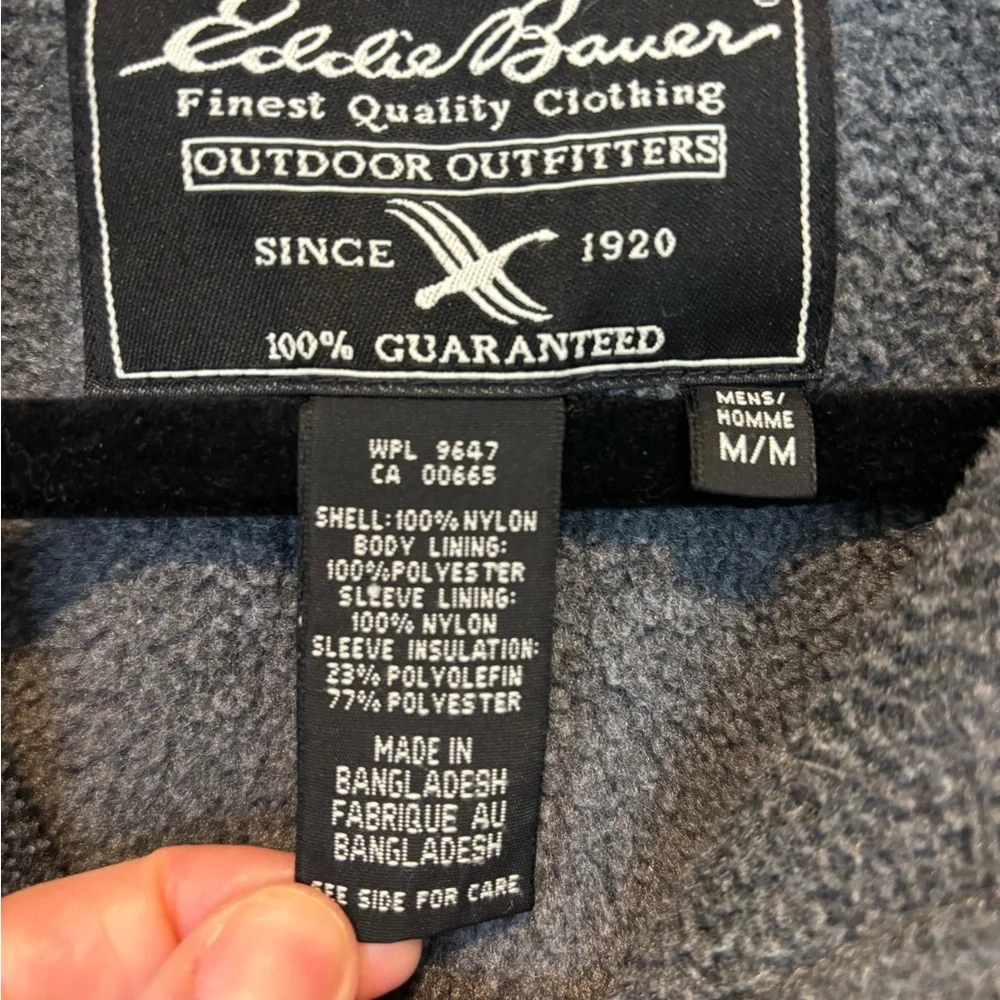 Eddie Bauer
Finest Quality Clothing
OUTDOOR OUTFITTERS
SINCE 1920
100% GUARANTEED
MENS/
HOMME
M/M
WPL 9647
CA 00665
SHELL:100% NYLON
BODY LINING:
100% POLYESTER
SLEEVE LINING:
100% NYLON
SLEEVE INSULATION:
23% POLYOLEFIN
77% POLYESTER
MADE IN
BANGLADESH
FABRIQUE AU
BANGLADESH
SEE SIDE FOR CARE